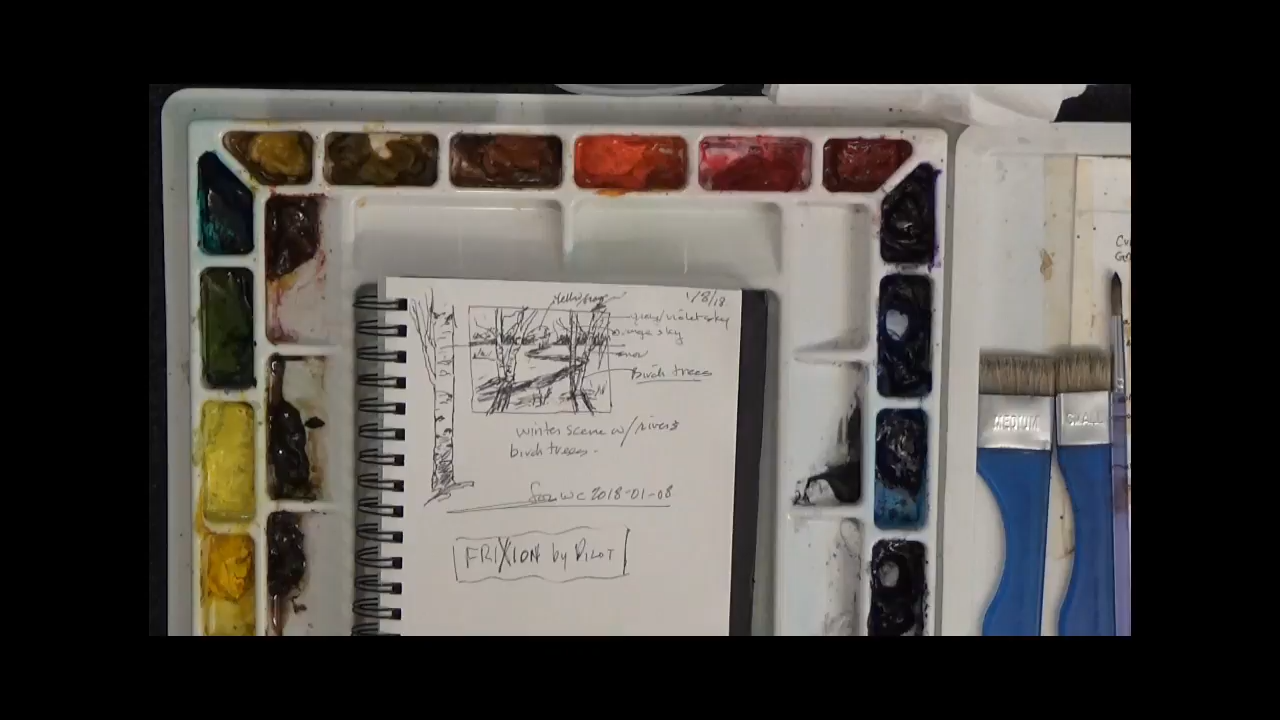 1/8/18
gray/violet sky
orange sky
birch trees
winter scene w/ river &
birch trees.
for WC 2018-01-08
FRIXION by PILOT
MEDIUM
SMALL